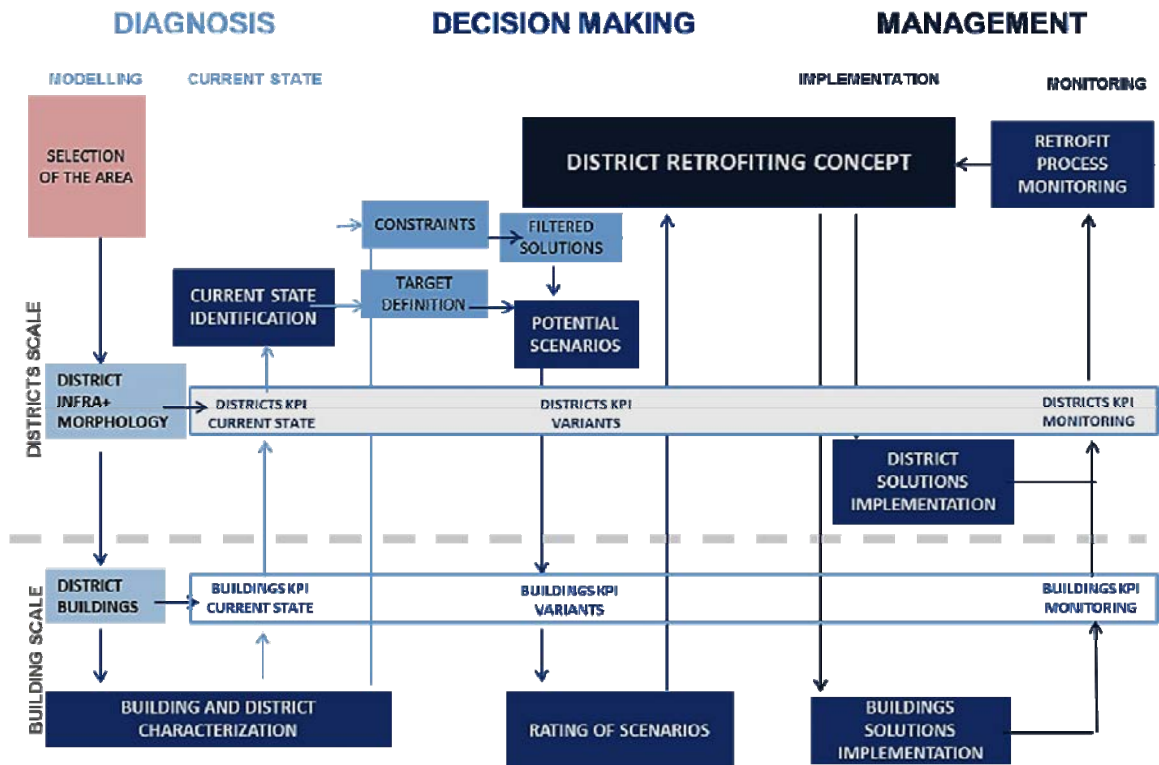 DIAGNOSIS
DECISION MAKING
MANAGEMENT
MODELLING
CURRENT STATE
IMPLEMENTATION
MONITORING
SELECTION
OF THE AREA
DISTRICT RETROFITING CONCEPT
RETROFIT
PROCESS
MONITORING
CONSTRAINTS
FILTERED
SOLUTIONS
CURRENT STATE
IDENTIFICATION
TARGET
DEFINITION
POTENTIAL
SCENARIOS
DISTRICTS SCALE
DISTRICT
INFRA+
MORPHOLOGY
DISTRICTS KPI
CURRENT STATE
DISTRICTS KPI
VARIANTS
DISTRICTS KPI
MONITORING
DISTRICT
SOLUTIONS
IMPLEMENTATION
BUILDING SCALE
DISTRICT
BUILDINGS
BUILDINGS KPI
CURRENT STATE
BUILDINGS KPI
VARIANTS
BUILDINGS KPI
MONITORING
BUILDING AND DISTRICT
CHARACTERIZATION
RATING OF SCENARIOS
BUILDINGS
SOLUTIONS
IMPLEMENTATION